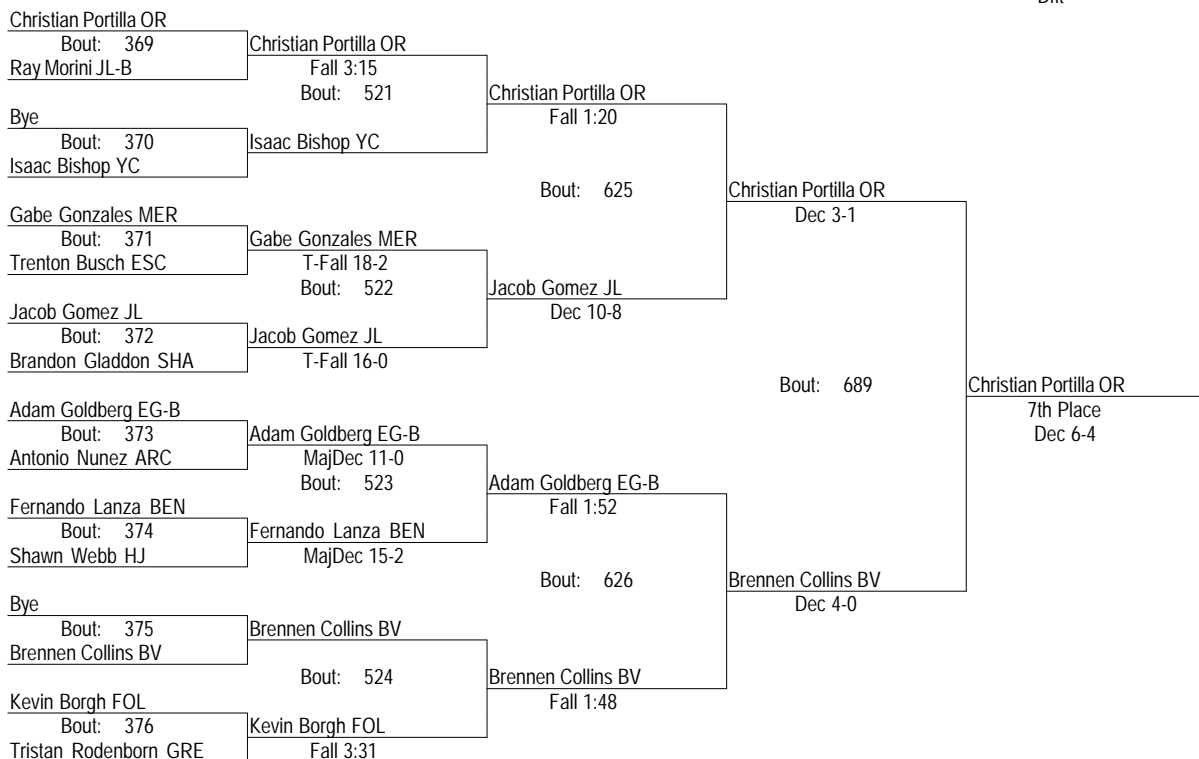 Christian Portilla OR
Bout: 369
Ray Morini JL-B
Christian Portilla OR
Fall 3:15
Bout: 521
Bye
Bout: 370
Isaac Bishop YC
Isaac Bishop YC
Christian Portilla OR
Fall 1:20
Bout: 625
Gabe Gonzales MER
Bout: 371
Trenton Busch ESC
Gabe Gonzales MER
T-Fall 18-2
Bout: 522
Jacob Gomez JL
Bout: 372
Brandon Gladdon SHA
Jacob Gomez JL
T-Fall 16-0
Jacob Gomez JL
Dec 10-8
Christian Portilla OR
Dec 3-1
Bout: 689
Christian Portilla OR
7th Place
Dec 6-4
Adam Goldberg EG-B
Bout: 373
Antonio Nunez ARC
Adam Goldberg EG-B
MajDec 11-0
Bout: 523
Fernando Lanza BEN
Bout: 374
Shawn Webb HJ
Fernando Lanza BEN
MajDec 15-2
Adam Goldberg EG-B
Fall 1:52
Bout: 626
Brennen Collins BV
Dec 4-0
Bye
Bout: 375
Brennen Collins BV
Brennen Collins BV
Bout: 524
Kevin Borgh FOL
Bout: 376
Tristan Rodenborn GRE
Kevin Borgh FOL
Fall 3:31
Brennen Collins BV
Fall 1:48